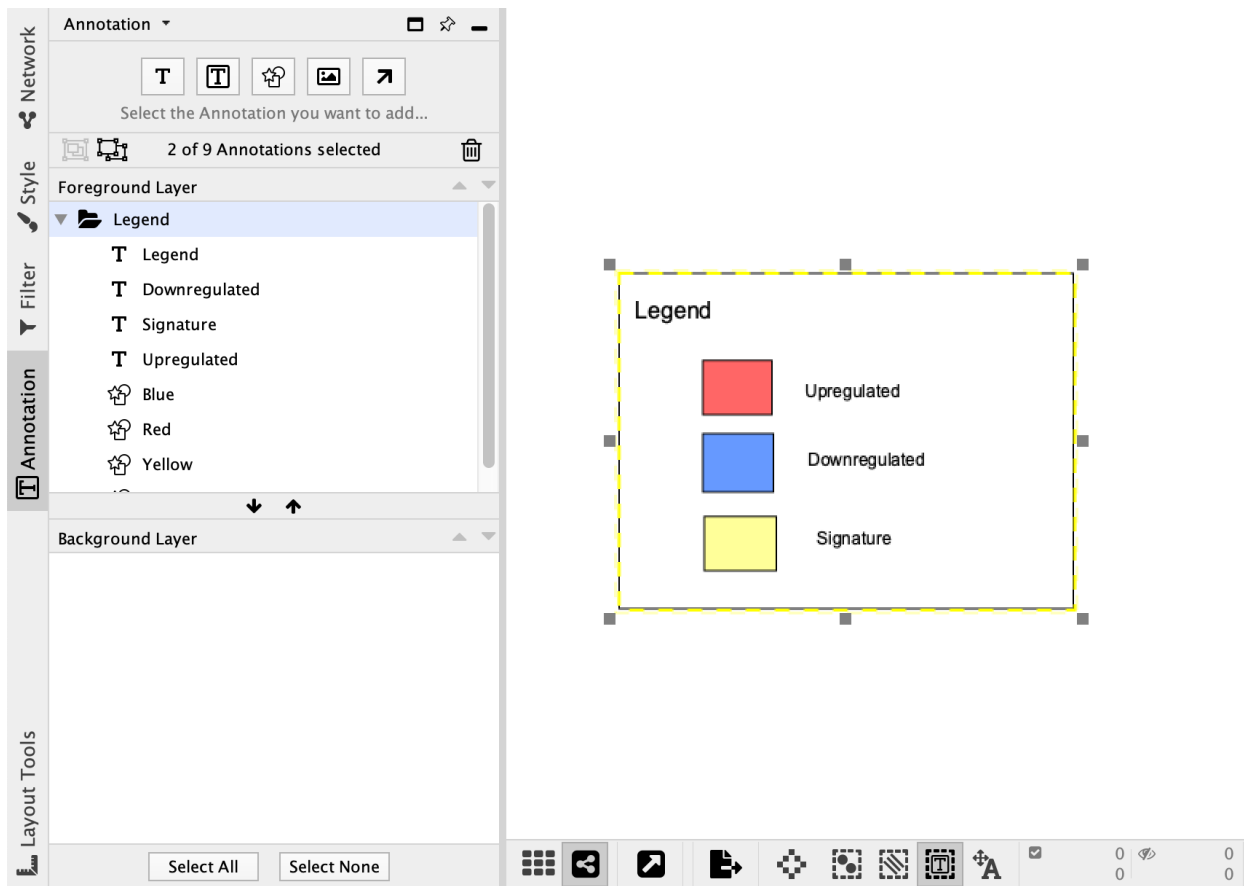 Network
Style
Filter
Annotation
Layout Tools
Annotation
Select the Annotation you want to add...
2 of 9 Annotations selected
Foreground Layer
Legend
Legend
Downregulated
Signature
Upregulated
Blue
Red
Yellow
Background Layer
Select All
Select None
Legend
Upregulated
Downregulated
Signature
0
0
0
0